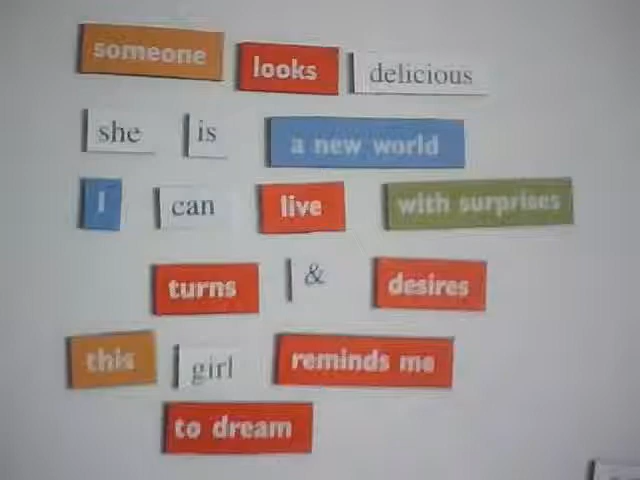 someone looks delicious
she is a new world
I can live with surprises
turns & desires
this girl reminds me
to dream